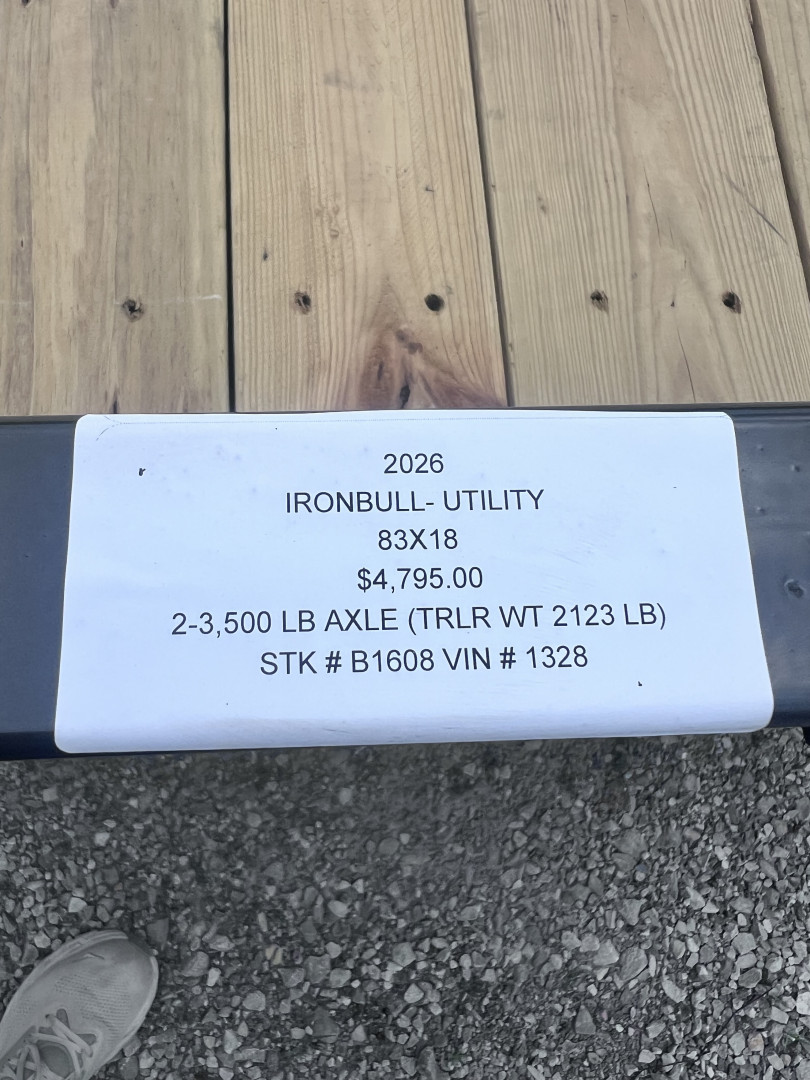 2026
IRONBULL- UTILITY
83X18
$4,795.00
2-3,500 LB AXLE (TRLR WT 2123 LB)
STK # B1608 VIN # 1328